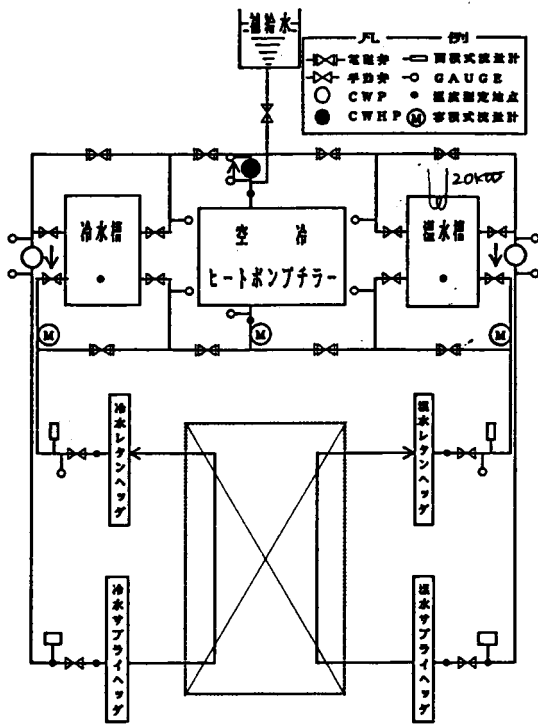 給水
凡 例
電磁弁 面積式流量計
手動弁 GAUGE
CWP 温度測定地点
CWHP M 容積式流量計
20kW
冷水槽
空 冷
ヒートポンプチラー
温水槽
M
M
M
冷水レタンヘッダ
温水レタンヘッダ
冷水サプライヘッダ
温水サプライヘッダ